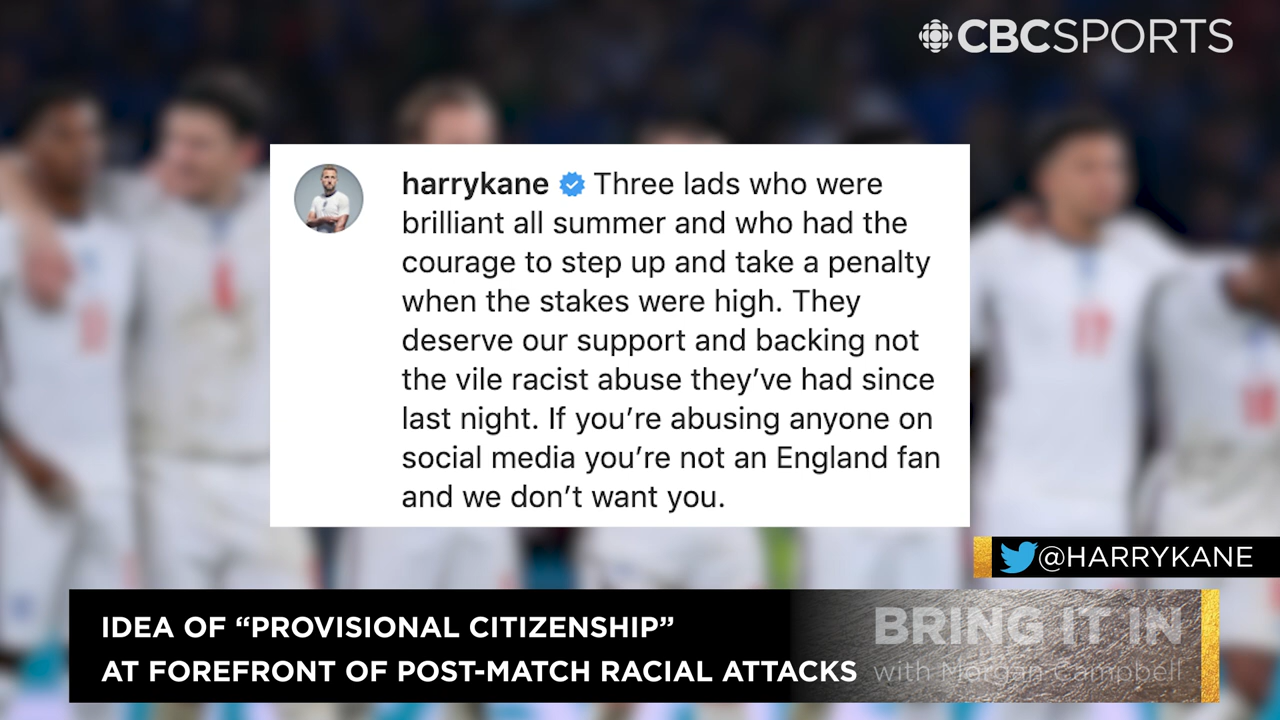 CBCSPORTS
harrykane Three lads who were
brilliant all summer and who had the
courage to step up and take a penalty
when the stakes were high. They
deserve our support and backing not
the vile racist abuse they’ve had since
last night. If you’re abusing anyone on
social media you’re not an England fan
and we don’t want you.
@HARRYKANE
IDEA OF “PROVISIONAL CITIZENSHIP”
AT FOREFRONT OF POST-MATCH RACIAL ATTACKS
BRING IT IN
with Morgan Campbell